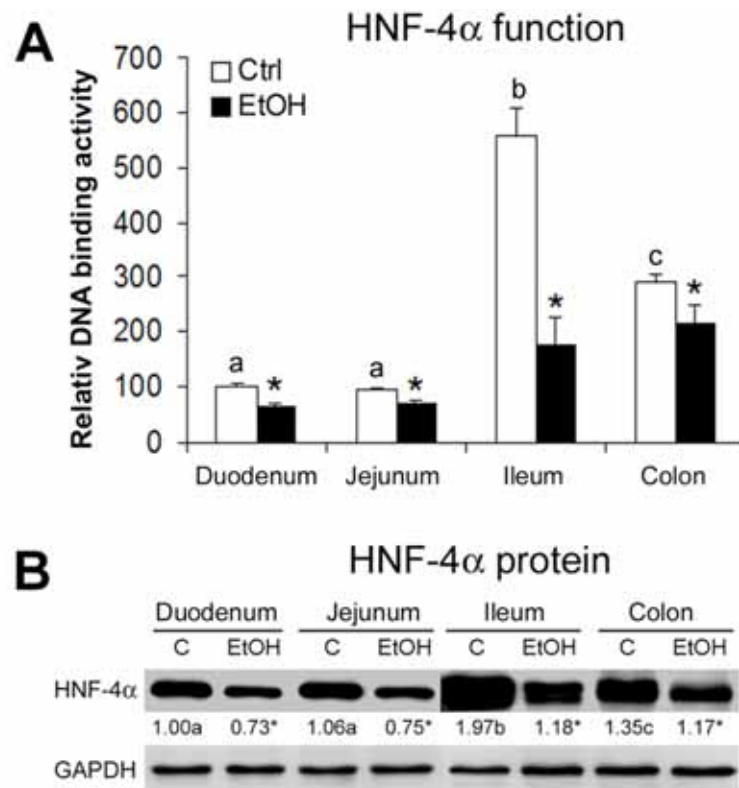 A
HNF-4α function
Relativ DNA binding activity
700
600
500
400
300
200
100
0
Ctrl
EtOH
a
*
a
*
b
*
c
*
Duodenum Jejunum Ileum Colon
B
HNF-4α protein
Duodenum Jejunum Ileum Colon
C EtOH C EtOH C EtOH C EtOH
HNF-4α
1.00a 0.73* 1.06a 0.75* 1.97b 1.18* 1.35c 1.17*
GAPDH